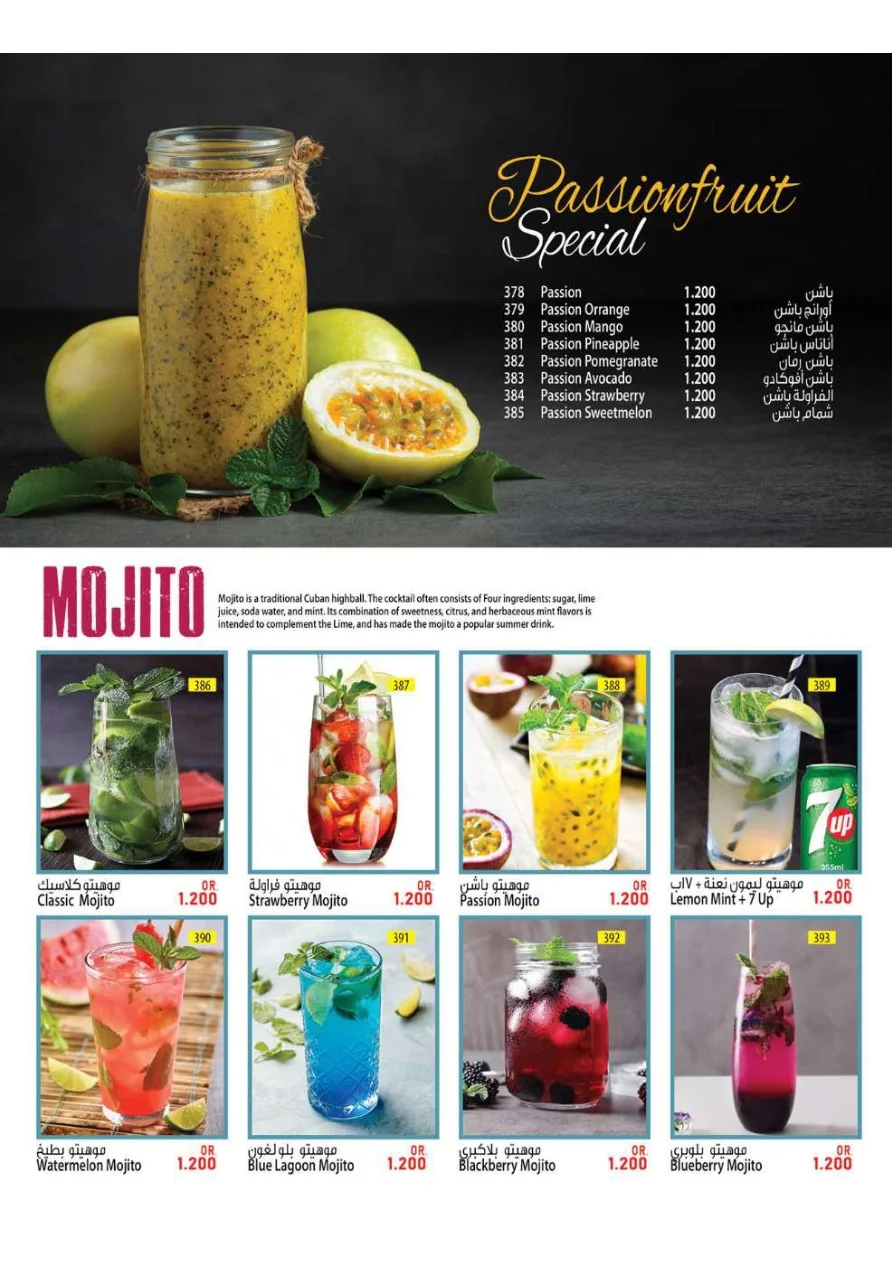 Passionfruit
Special
378 Passion 1.200 باشن
379 Passion Orrange 1.200 أورانج باشن
380 Passion Mango 1.200 باشن مانجو
381 Passion Pineapple 1.200 أناناس باشن
382 Passion Pomegranate 1.200 باشن رمان
383 Passion Avocado 1.200 باشن أفوكادو
384 Passion Strawberry 1.200 الفراولة باشن
385 Passion Sweetmelon 1.200 شمام باشن
MOJITO
Mojito is a traditional Cuban highball. The cocktail often consists of Four ingredients: sugar, lime
juice, soda water, and mint. Its combination of sweetness, citrus, and herbaceous mint flavors is
intended to complement the Lime, and has made the mojito a popular summer drink.
386
موهيتو كلاسيك
Classic Mojito
OR.
1.200
387
موهيتو فراولة
Strawberry Mojito
OR.
1.200
388
موهيتو باشن
Passion Mojito
OR.
1.200
389
7up
355ml
موهيتو ليمون نعنة + ٧اب
Lemon Mint + 7 Up
OR.
1.200
390
موهيتو بطيخ
Watermelon Mojito
OR.
1.200
391
موهيتو بلو لغون
Blue Lagoon Mojito
OR.
1.200
392
موهيتو بلاكبري
Blackberry Mojito
OR.
1.200
393
موهيتو بلوبري
Blueberry Mojito
OR.
1.200